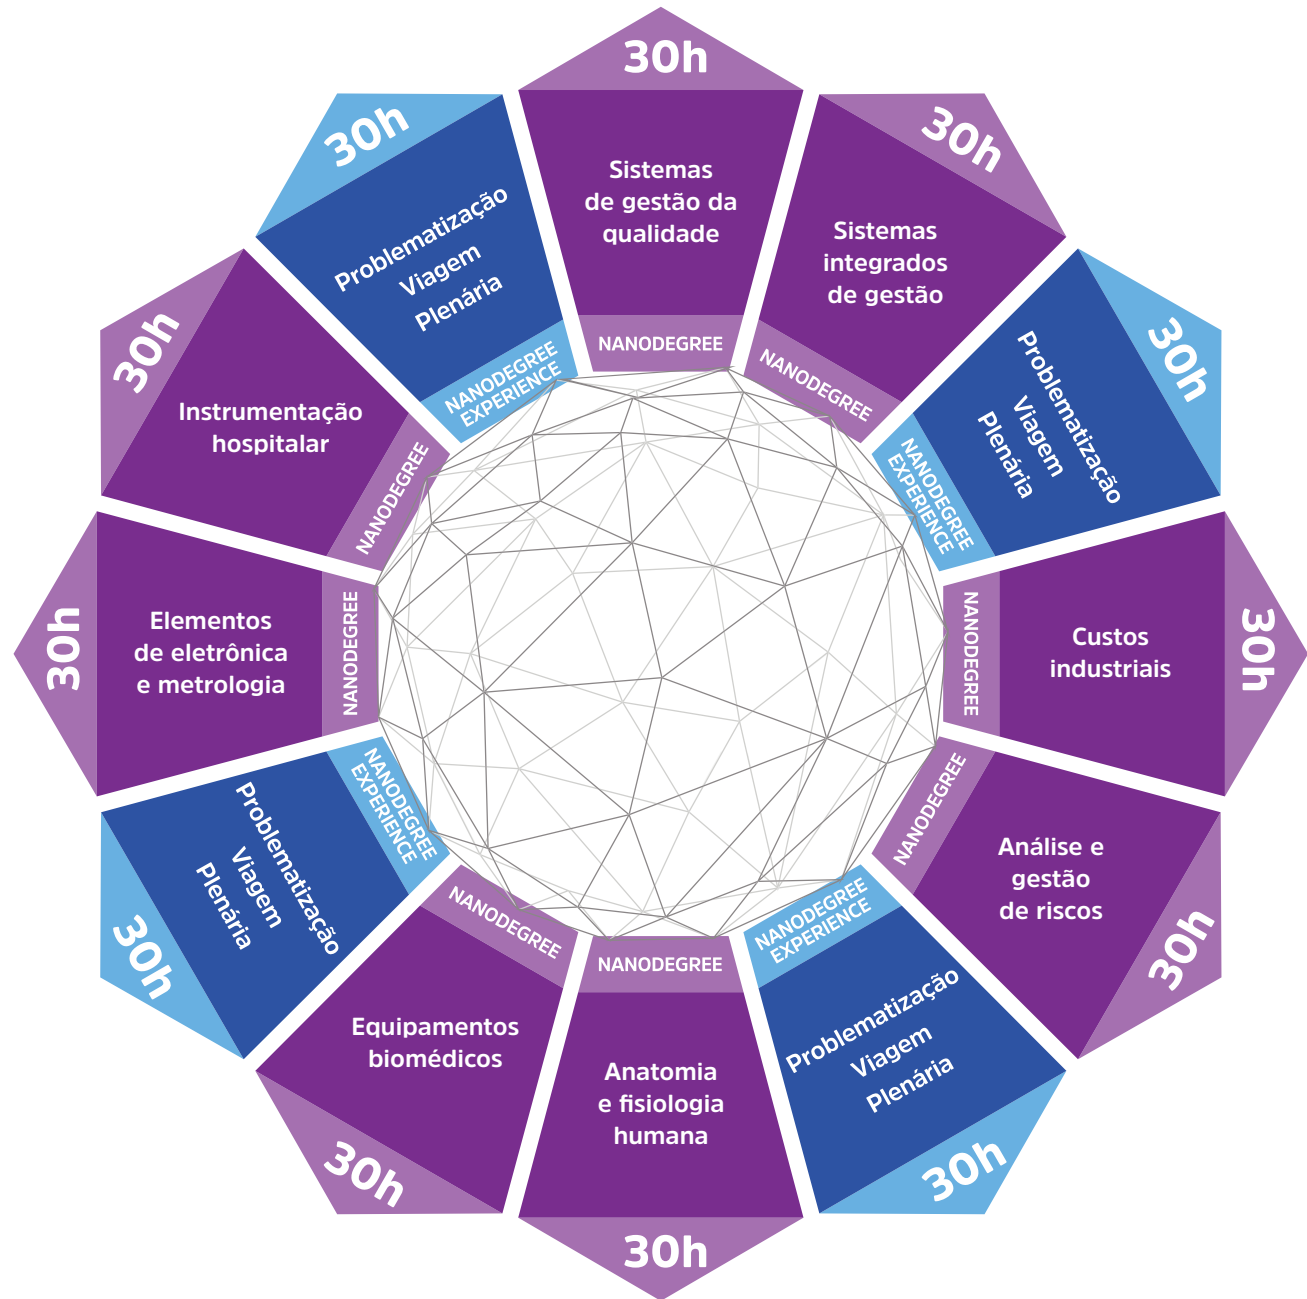 30h
Sistemas
de gestão da
qualidade
NANODEGREE
30h
Sistemas
integrados
de gestão
NANODEGREE
30h
Problematização
Viagem
Plenária
NANODEGREE
EXPERIENCE
30h
Custos
industriais
NANODEGREE
30h
Análise e
gestão
de riscos
NANODEGREE
30h
Problematização
Viagem
Plenária
NANODEGREE
EXPERIENCE
30h
Anatomia
e fisiologia
humana
NANODEGREE
30h
Equipamentos
biomédicos
NANODEGREE
30h
Problematização
Viagem
Plenária
NANODEGREE
EXPERIENCE
30h
Elementos
de eletrônica
e metrologia
NANODEGREE
30h
Instrumentação
hospitalar
NANODEGREE
30h
Problematização
Viagem
Plenária
NANODEGREE
EXPERIENCE